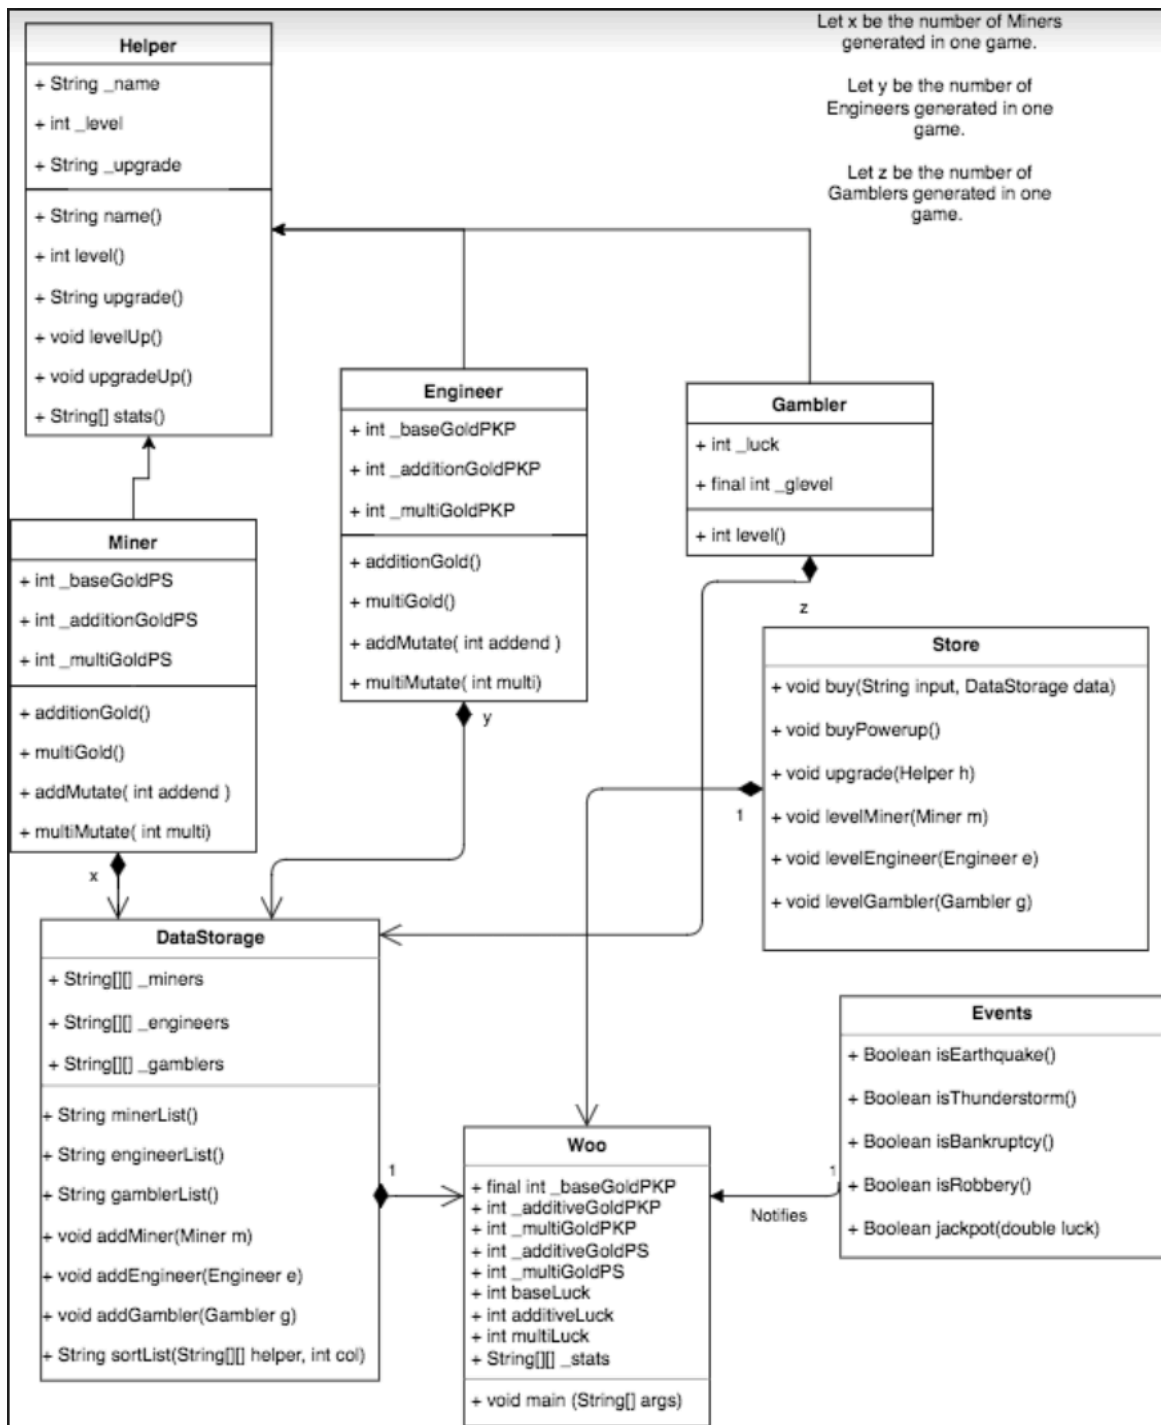 Helper
+ String _name
+ int _level
+ String _upgrade
+ String name()
+ int level()
+ String upgrade()
+ void levelUp()
+ void upgradeUp()
+ String[] stats()
Let x be the number of Miners
generated in one game.
Let y be the number of
Engineers generated in one
game.
Let z be the number of
Gamblers generated in one
game.
Engineer
+ int _baseGoldPKP
+ int _additionGoldPKP
+ int _multiGoldPKP
+ additionGold()
+ multiGold()
+ addMutate( int addend )
+ multiMutate( int multi)
y
Gambler
+ int _luck
+ final int _glevel
+ int level()
z
Miner
+ int _baseGoldPS
+ int _additionGoldPS
+ int _multiGoldPS
+ additionGold()
+ multiGold()
+ addMutate( int addend )
+ multiMutate( int multi)
x
Store
+ void buy(String input, DataStorage data)
+ void buyPowerup()
+ void upgrade(Helper h)
+ void levelMiner(Miner m)
+ void levelEngineer(Engineer e)
+ void levelGambler(Gambler g)
1
DataStorage
+ String[][] _miners
+ String[][] _engineers
+ String[][] _gamblers
+ String minerList()
+ String engineerList()
+ String gamblerList()
+ void addMiner(Miner m)
+ void addEngineer(Engineer e)
+ void addGambler(Gambler g)
+ String sortList(String[][] helper, int col)
1
Woo
+ final int _baseGoldPKP
+ int _additiveGoldPKP
+ int _multiGoldPKP
+ int _additiveGoldPS
+ int _multiGoldPS
+ int baseLuck
+ int additiveLuck
+ int multiLuck
+ String[][] _stats
+ void main (String[] args)
Events
+ Boolean isEarthquake()
+ Boolean isThunderstorm()
+ Boolean isBankruptcy()
+ Boolean isRobbery()
+ Boolean jackpot(double luck)
1
Notifies